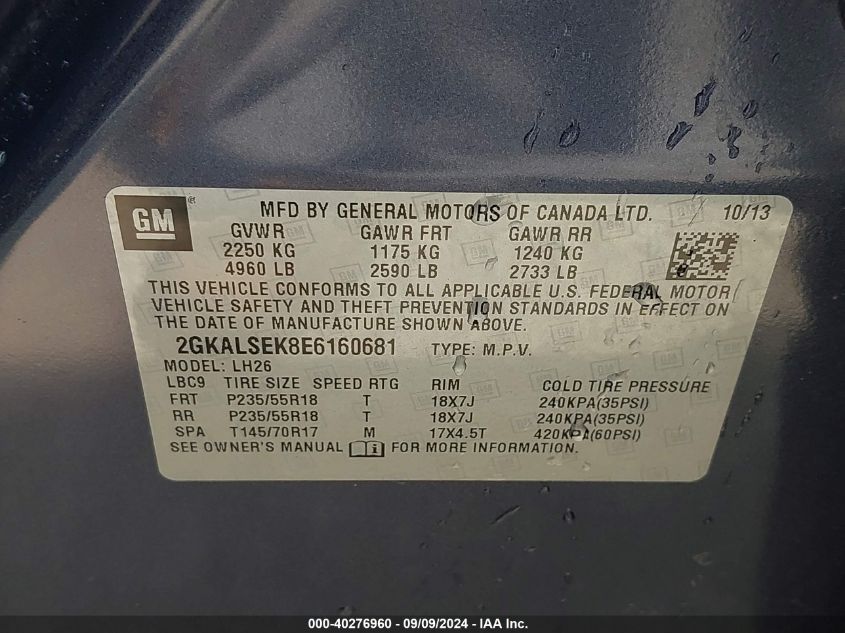 GM ® MFD BY GENERAL MOTORS OF CANADA LTD. 10/13
GVWR GAWR FRT GAWR RR
2250 KG 1175 KG 1240 KG
4960 LB 2590 LB 2733 LB
THIS VEHICLE CONFORMS TO ALL APPLICABLE U.S. FEDERAL MOTOR
VEHICLE SAFETY AND THEFT PREVENTION STANDARDS IN EFFECT ON
THE DATE OF MANUFACTURE SHOWN ABOVE.
2GKALSEK8E6160681 TYPE: M.P.V.
MODEL: LH26
LBC9 TIRE SIZE SPEED RTG RIM COLD TIRE PRESSURE
FRT P235/55R18 T 18X7J 240KPA(35PSI)
RR P235/55R18 T 18X7J 240KPA(35PSI)
SPA T145/70R17 M 17X4.5T 420KPA(60PSI)
SEE OWNER'S MANUAL FOR MORE INFORMATION.
000-40276960 - 09/09/2024 - IAA Inc.